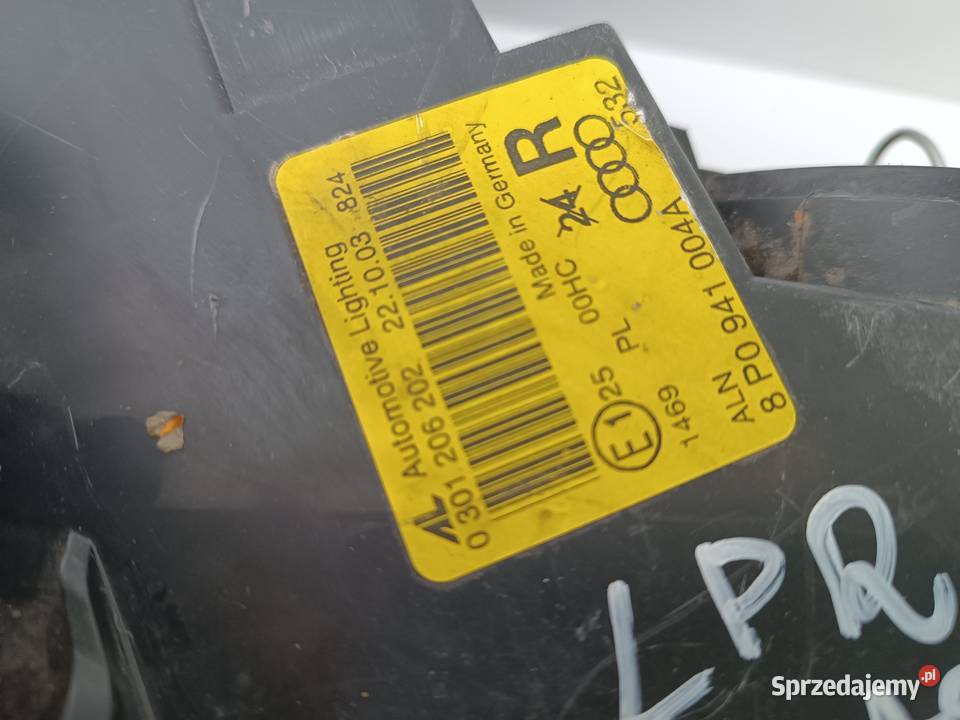 AL Automotive Lighting
0 301 206 202 22.10.03 824
Made in Germany
E1 25 PL 00HC 24 R
1469
ALN
8P0 941 004A
LPR
Sprzedajemy.pl